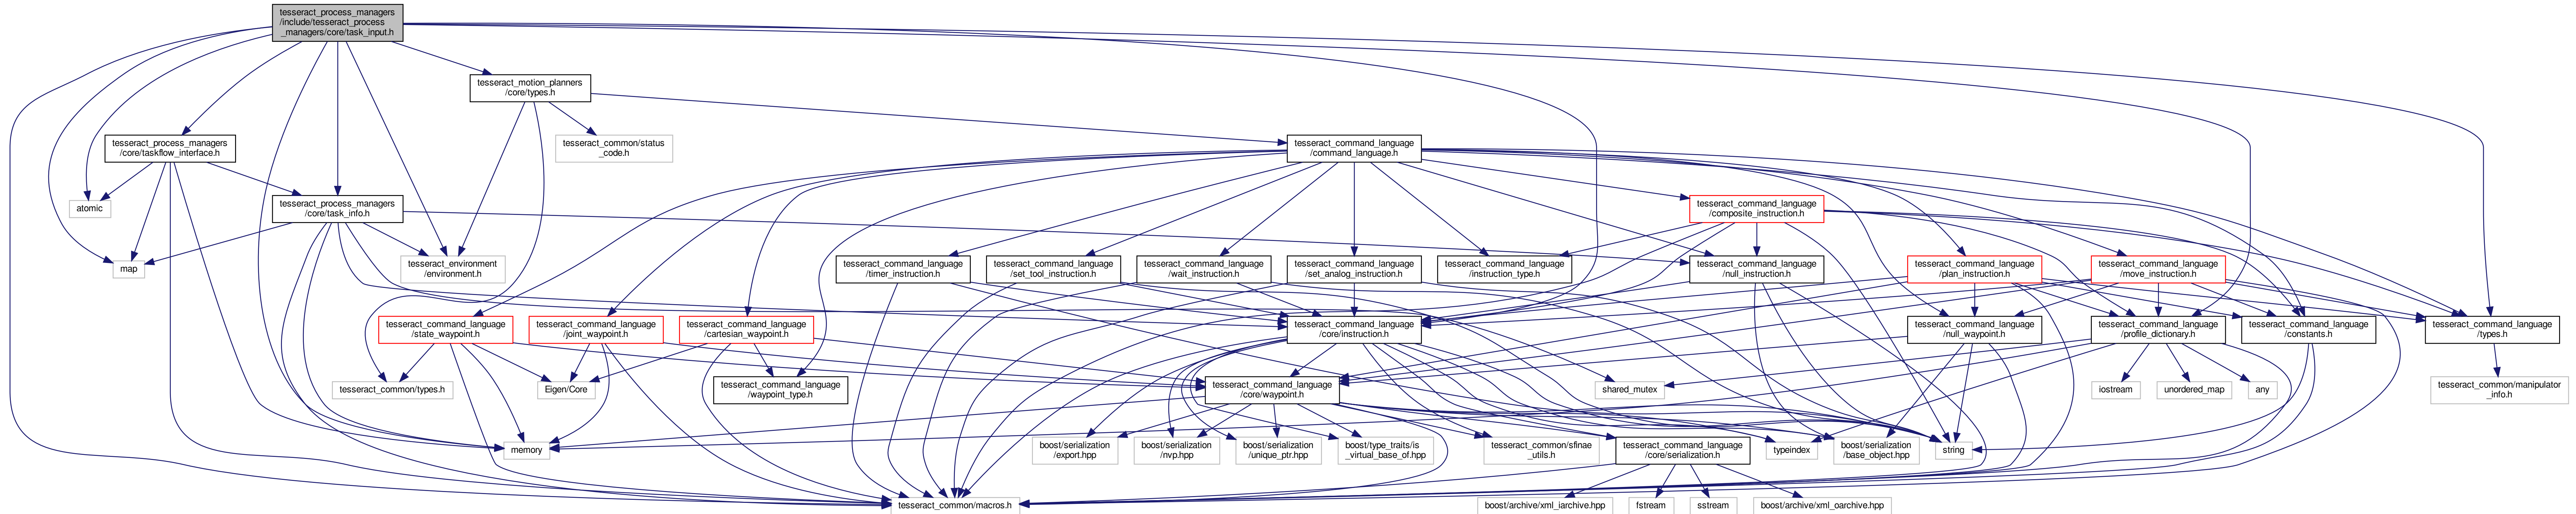 tesseract_process_managers
/include/tesseract_process
_managers/core/task_input.h
tesseract_motion_planners
/core/types.h
tesseract_process_managers
/core/taskflow_interface.h
tesseract_common/status
_code.h
tesseract_command_language
/command_language.h
atomic
tesseract_process_managers
/core/task_info.h
tesseract_command_language
/composite_instruction.h
map
tesseract_environment
/environment.h
tesseract_command_language
/timer_instruction.h
tesseract_command_language
/set_tool_instruction.h
tesseract_command_language
/wait_instruction.h
tesseract_command_language
/set_analog_instruction.h
tesseract_command_language
/instruction_type.h
tesseract_command_language
/null_instruction.h
tesseract_command_language
/plan_instruction.h
tesseract_command_language
/move_instruction.h
tesseract_command_language
/state_waypoint.h
tesseract_command_language
/joint_waypoint.h
tesseract_command_language
/cartesian_waypoint.h
tesseract_command_language
/core/instruction.h
tesseract_command_language
/null_waypoint.h
tesseract_command_language
/profile_dictionary.h
tesseract_command_language
/constants.h
tesseract_command_language
/types.h
tesseract_common/types.h
Eigen/Core
tesseract_command_language
/waypoint_type.h
tesseract_command_language
/core/waypoint.h
shared_mutex
iostream
unordered_map
any
tesseract_common/manipulator
_info.h
memory
boost/serialization
/export.hpp
boost/serialization
/nvp.hpp
boost/serialization
/unique_ptr.hpp
boost/type_traits/is
_virtual_base_of.hpp
tesseract_common/sfinae
_utils.h
tesseract_command_language
/core/serialization.h
typeindex
boost/serialization
/base_object.hpp
string
tesseract_common/macros.h
boost/archive/xml_iarchive.hpp
fstream
sstream
boost/archive/xml_oarchive.hpp